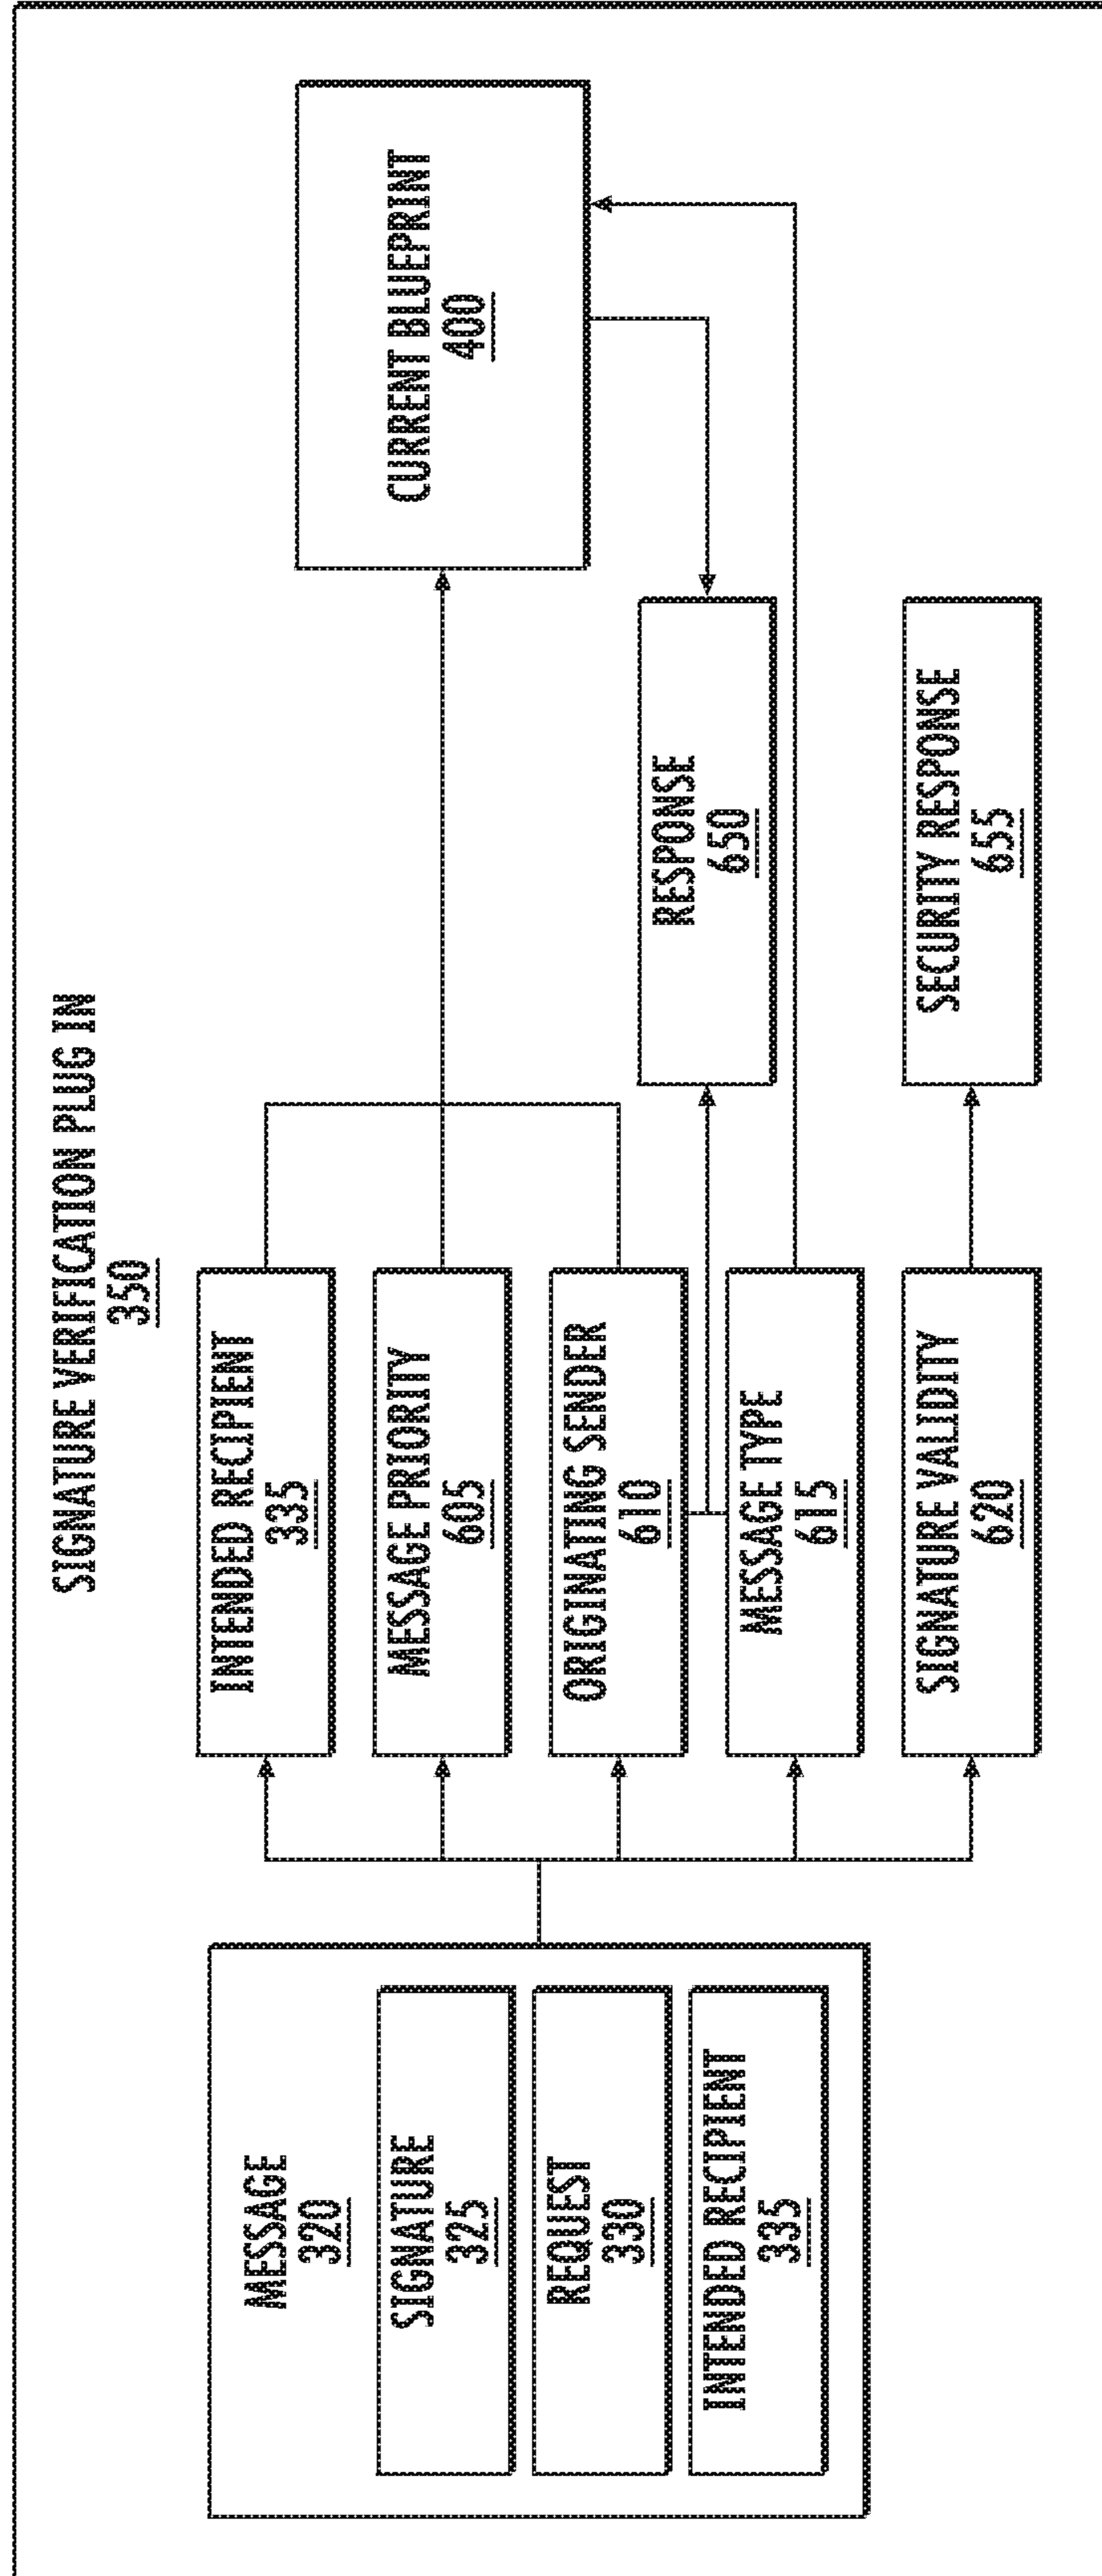 SIGNATURE VERIFICATION PLUG IN
350
MESSAGE
320
SIGNATURE
325
REQUEST
330
INTENDED RECIPIENT
335
INTENDED RECIPIENT
335
MESSAGE PRIORITY
605
ORIGINATING SENDER
610
MESSAGE TYPE
615
SIGNATURE VALIDITY
620
RESPONSE
650
SECURITY RESPONSE
655
CURRENT BLUEPRINT
400